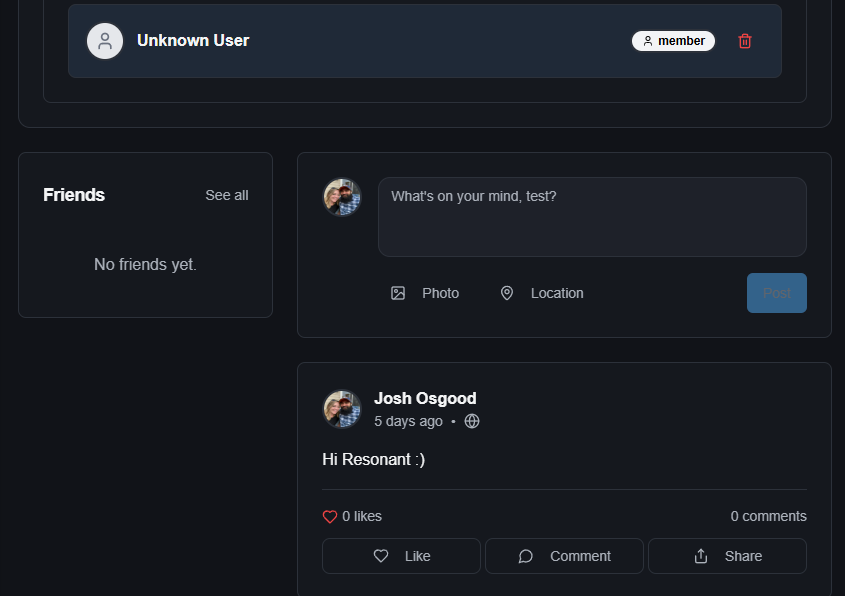 Unknown User
member
Friends
See all
No friends yet.
What's on your mind, test?
Photo
Location
Post
Josh Osgood
5 days ago •
Hi Resonant :)
0 likes
0 comments
Like
Comment
Share